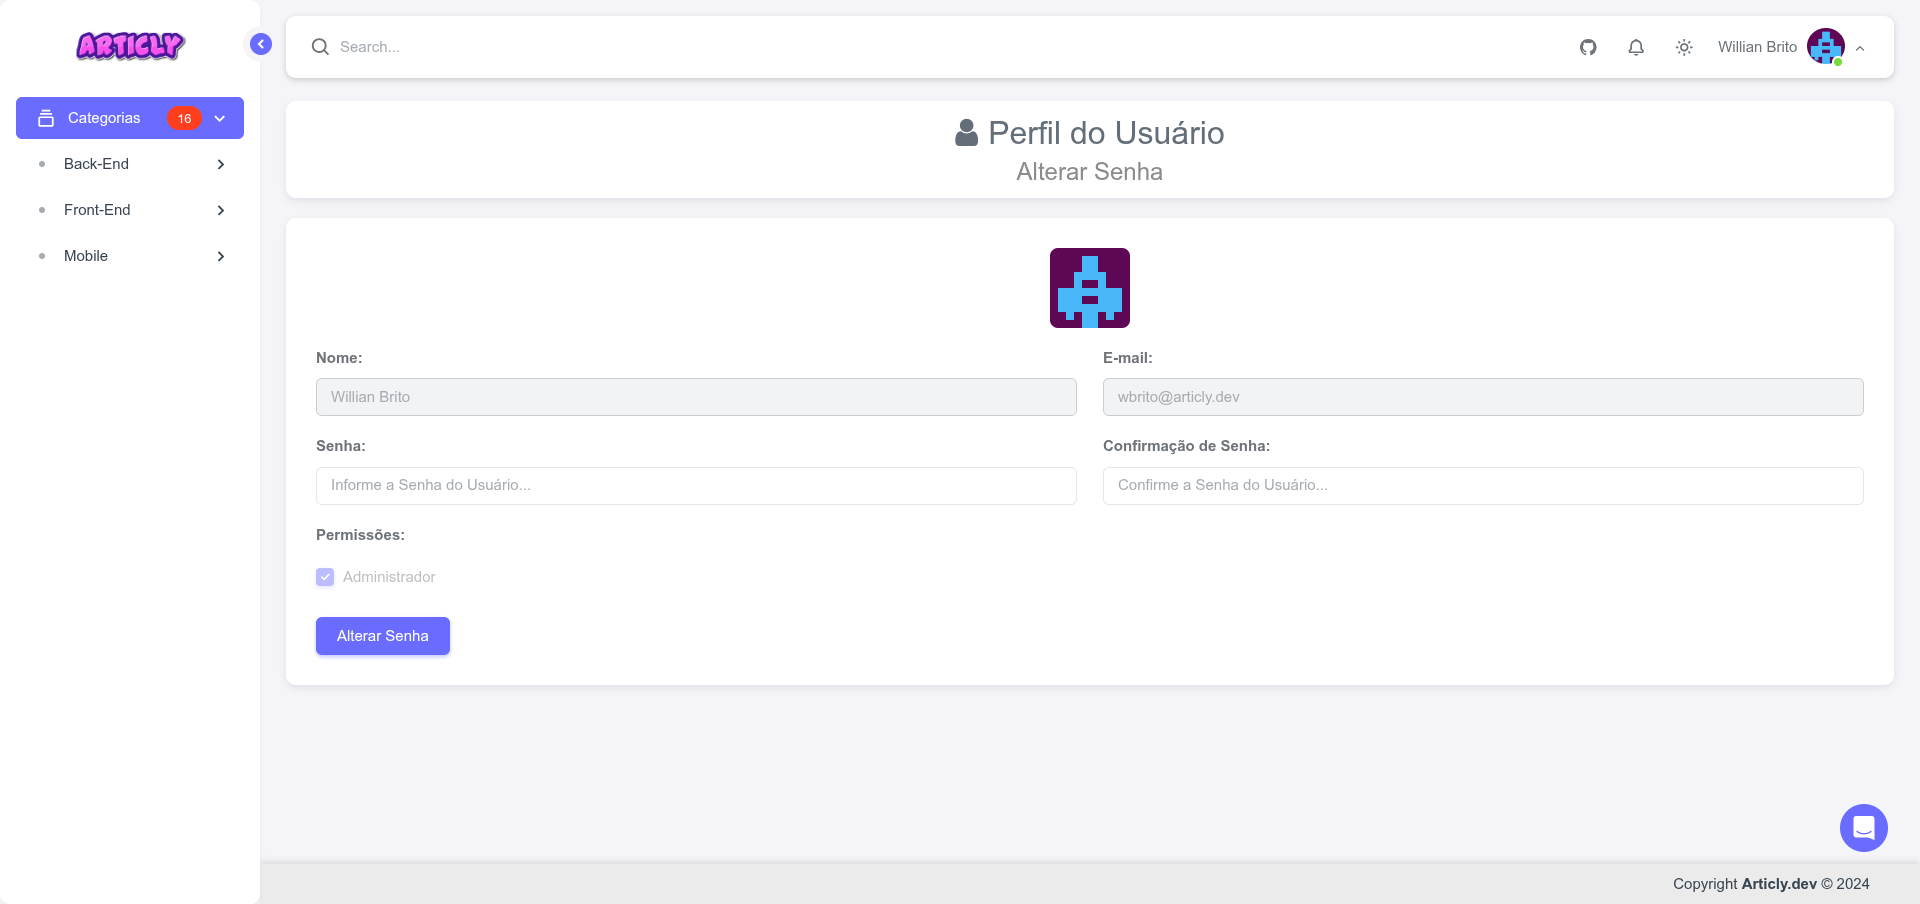 ARTICLY
Categorias 16
Back-End
Front-End
Mobile
Search...
Willian Brito
Perfil do Usuário
Alterar Senha
Nome:
Willian Brito
E-mail:
wbrito@articly.dev
Senha:
Informe a Senha do Usuário...
Confirmação de Senha:
Confirme a Senha do Usuário...
Permissões:
Administrador
Alterar Senha
Copyright Articly.dev © 2024